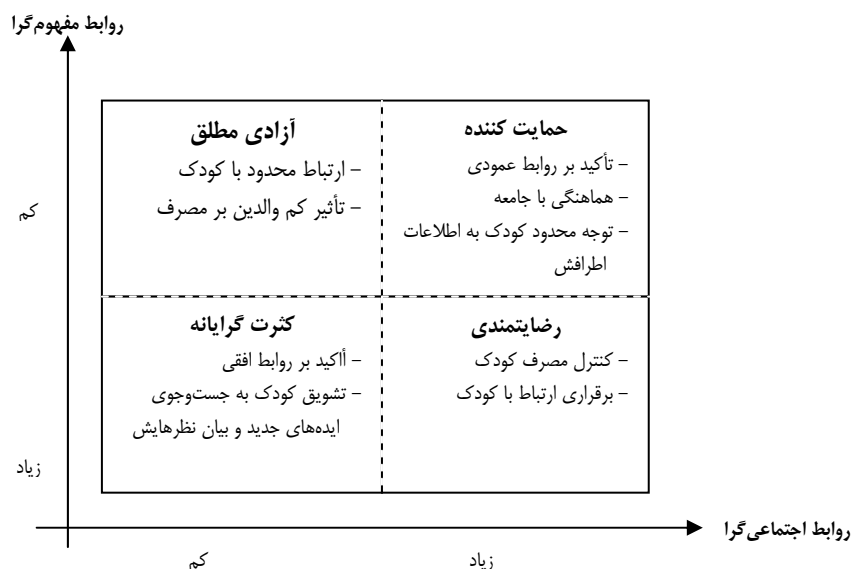 روابط مفهوم‌گرا
حمایت کننده
– تأکید بر روابط عمودی
– هماهنگی با جامعه
– توجه محدود کودک به اطلاعات
اطرافش
آزادی مطلق
– ارتباط محدود با کودک
– تأثیر کم والدین بر مصرف
کم
رضایتمندی
– کنترل مصرف کودک
– برقراری ارتباط با کودک
کثرت گرایانه
– أاکید بر روابط افقی
– تشویق کودک به جست‌وجوی
ایده‌های جدید و بیان نظرهایش
زیاد
روابط اجتماعی‌گرا
زیاد
کم